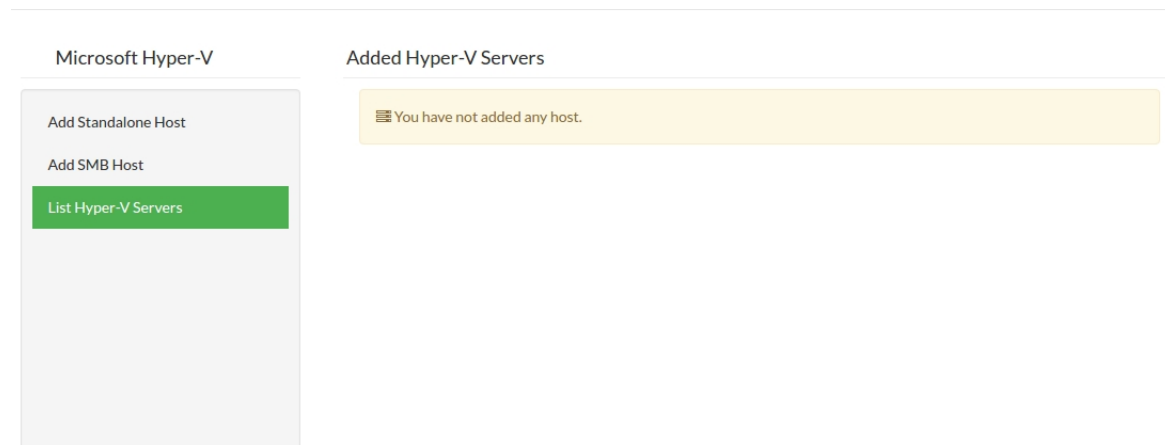 Microsoft Hyper-V
Add Standalone Host
Add SMB Host
List Hyper-V Servers
Added Hyper-V Servers
You have not added any host.